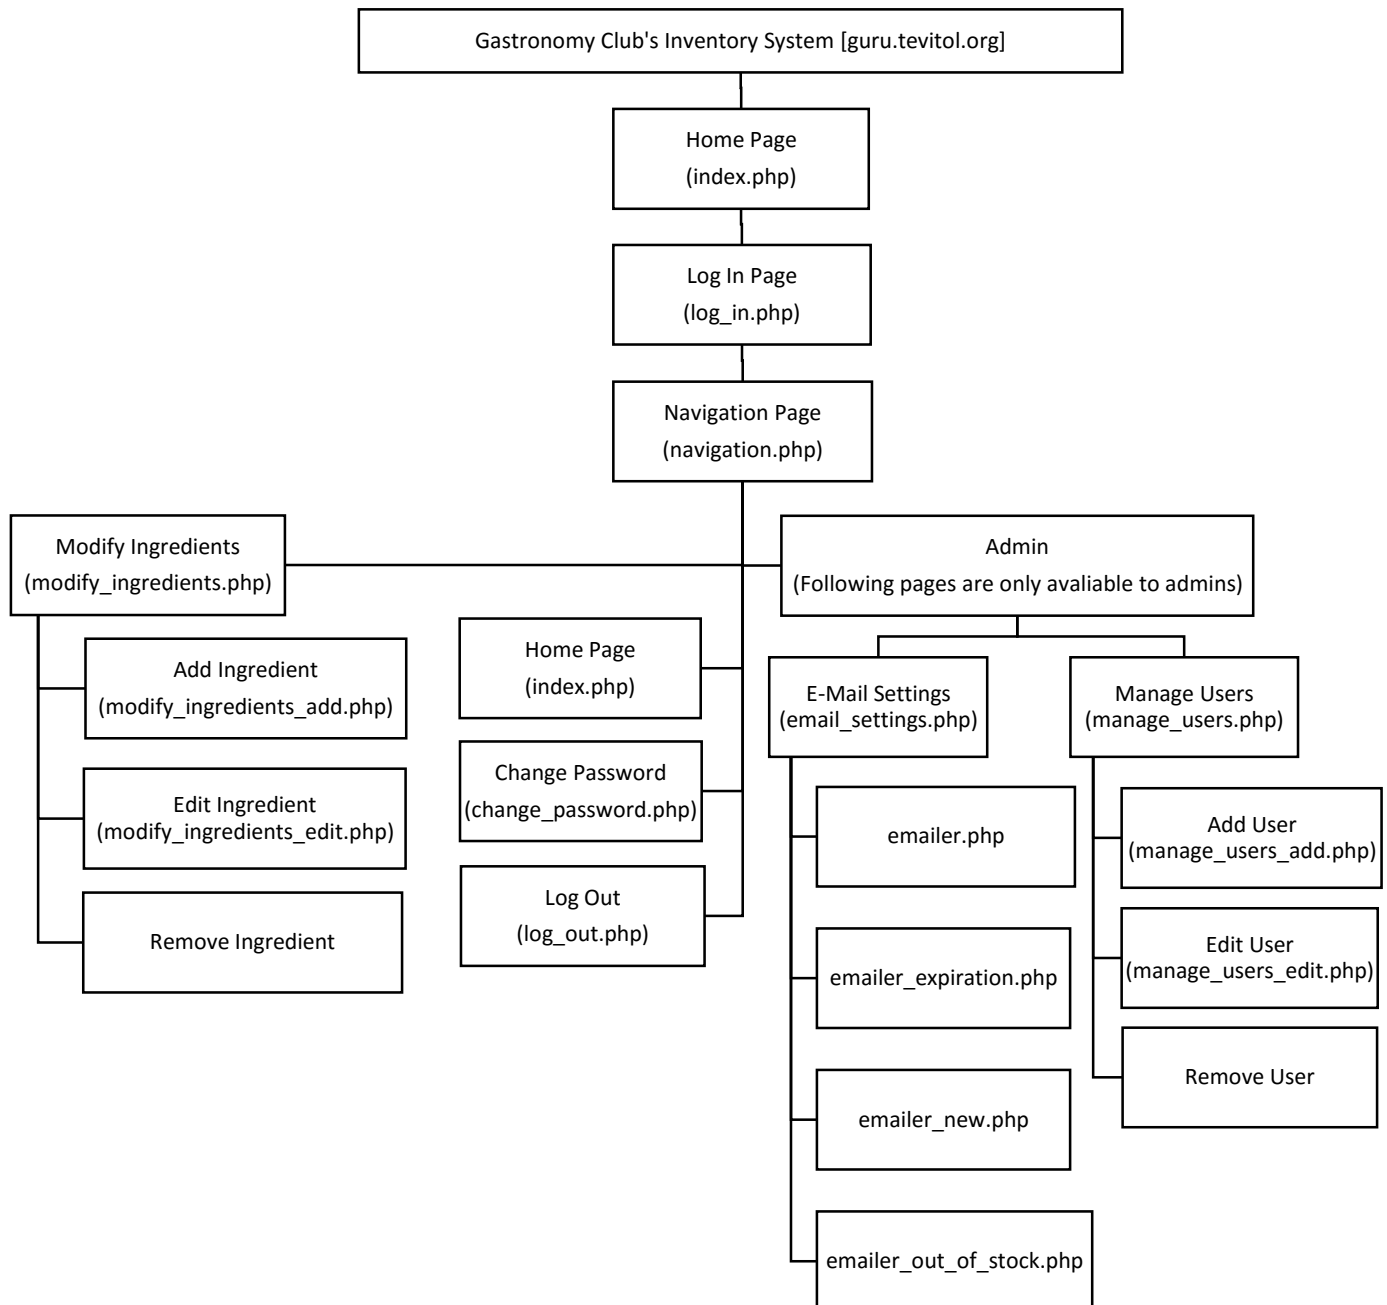 Gastronomy Club's Inventory System [guru.tevitol.org]
Home Page
(index.php)
Log In Page
(log_in.php)
Navigation Page
(navigation.php)
Modify Ingredients
(modify_ingredients.php)
Add Ingredient
(modify_ingredients_add.php)
Edit Ingredient
(modify_ingredients_edit.php)
Remove Ingredient
Home Page
(index.php)
Change Password
(change_password.php)
Log Out
(log_out.php)
Admin
(Following pages are only avaliable to admins)
E-Mail Settings
(email_settings.php)
emailer.php
emailer_expiration.php
emailer_new.php
emailer_out_of_stock.php
Manage Users
(manage_users.php)
Add User
(manage_users_add.php)
Edit User
(manage_users_edit.php)
Remove User